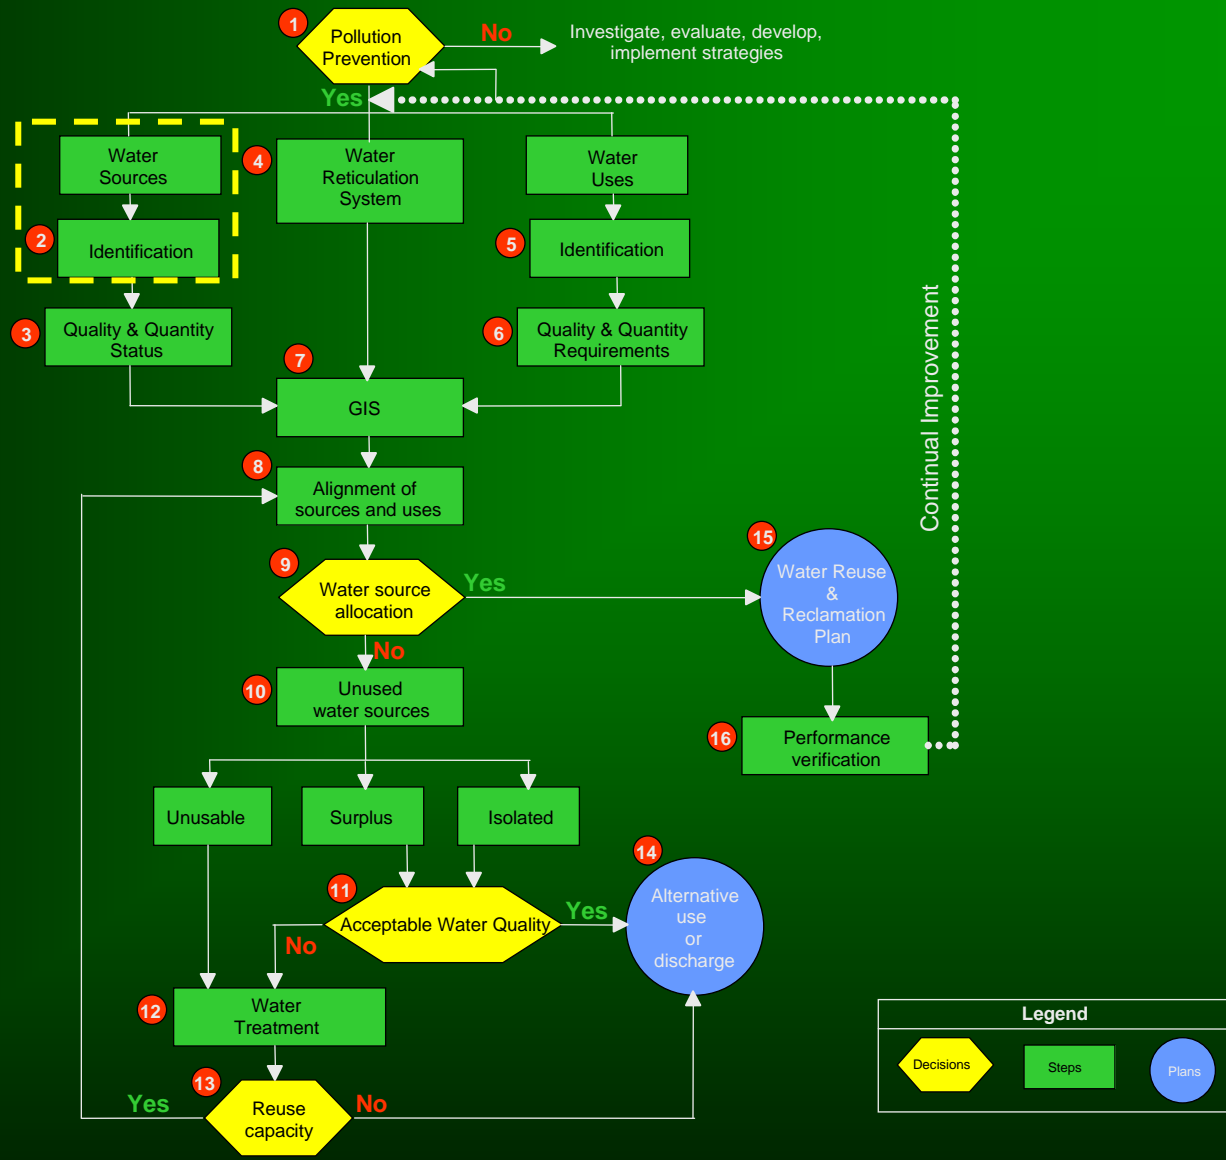 1
Pollution
Prevention
No
Investigate, evaluate, develop,
implement strategies
Yes
Water
Sources
4
Water
Reticulation
System
Water
Uses
2
Identification
5
Identification
3
Quality & Quantity
Status
6
Quality & Quantity
Requirements
7
GIS
Continual Improvement
8
Alignment of
sources and uses
9
Water source
allocation
Yes
15
Water Reuse
&
Reclamation
Plan
No
10
Unused
water sources
16
Performance
verification
Unusable
Surplus
Isolated
11
Acceptable Water Quality
Yes
14
Alternative
use
or
discharge
No
12
Water
Treatment
13
Reuse
capacity
Yes
No
Legend
Decisions
Steps
Plans